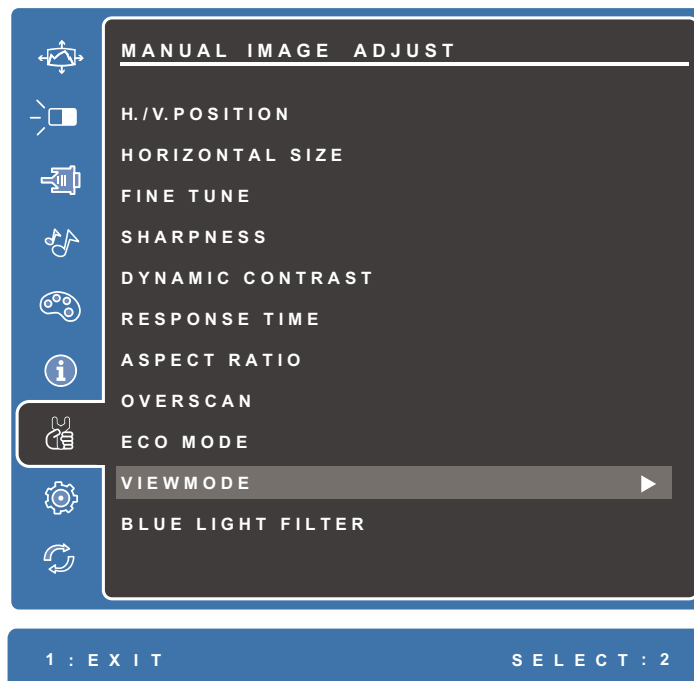 MANUAL IMAGE ADJUST
H./V.POSITION
HORIZONTAL SIZE
FINE TUNE
SHARPNESS
DYNAMIC CONTRAST
RESPONSE TIME
ASPECT RATIO
OVERSCAN
ECO MODE
VIEWMODE
BLUE LIGHT FILTER
1 : EXIT SELECT : 2